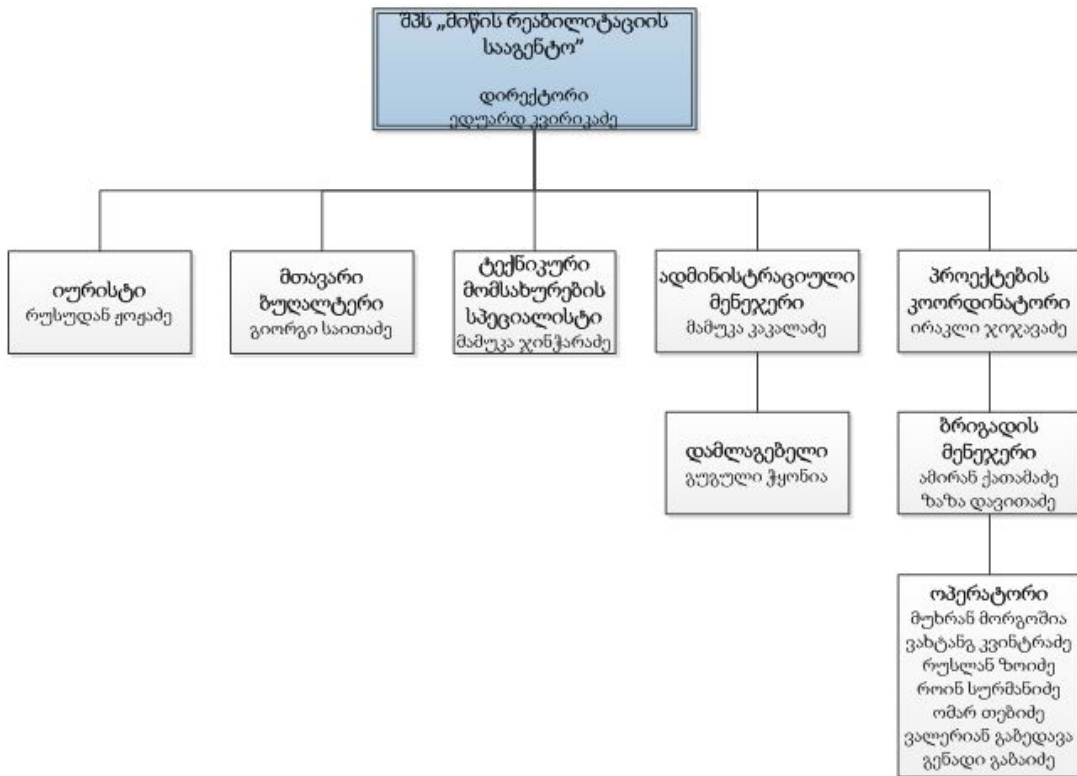 შპს „მიწის რეაბილიტაციის
სააგენტო”
დირექტორი
ედუარდ კვირიკაძე
იურისტი
რუსუდან ჟოჟაძე
მთავარი
ბუღალტერი
გიორგი საითაძე
ტექნიკური
მომსახურების
სპეციალისტი
მამუკა ჯინჭარაძე
ადმინისტრაციული
მენეჯერი
მამუკა კაკალაძე
პროექტების
კოორდინატორი
ირაკლი ჯიჯავაძე
დამლაგებელი
გუგული ჭყონია
ბრიგადის
მენეჯერი
ამირან ქათამაძე
ზაზა დავითაძე
ოპერატორი
მუხრან მორგოშია
ვახტანგ კვინტრაძე
რუსლან ზოიძე
როინ სურმანიძე
ომარ თებიძე
ვალერიან გაბედავა
გენადი გაბაიძე